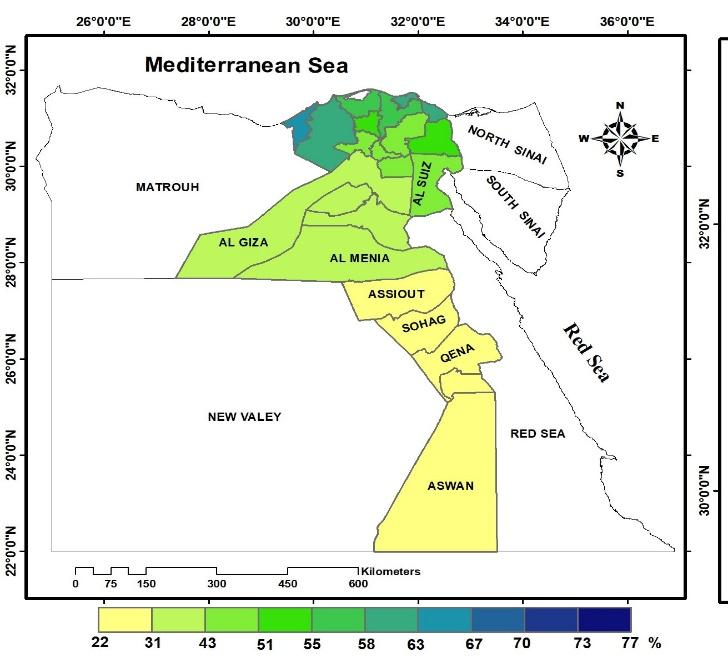 26°0'0"E 28°0'0"E 30°0'0"E 32°0'0"E 34°0'0"E 36°0'0"E
Mediterranean Sea
32°0'0"N
N
W E
S
NORTH SINAI
30°0'0"N
MATROUH
AL SUIZ
SOUTH SINAI
32°0'0"N
AL GIZA
AL MENIA
28°0'0"N
ASSIOUT
SOHAG
QENA
Red Sea
26°0'0"N
NEW VALEY
RED SEA
24°0'0"N
ASWAN
30°0'0"N
22°0'0"N
Kilometers
0 75 150 300 450 600
22 31 43 51 55 58 63 67 70 73 77 %